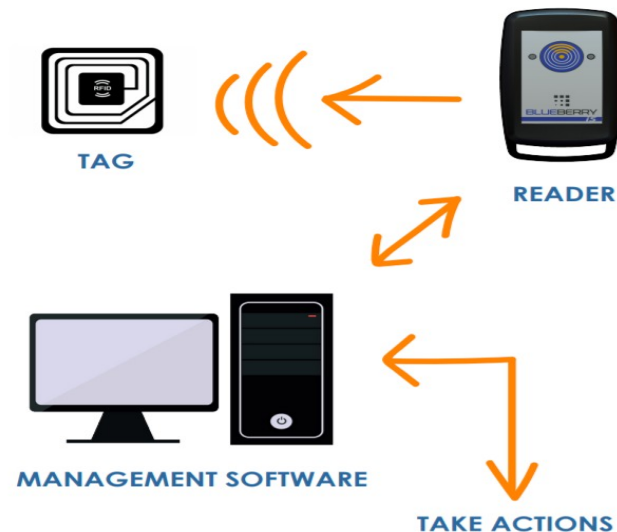 RFID
TAG
BLUEBERRY
READER
MANAGEMENT SOFTWARE
TAKE ACTIONS